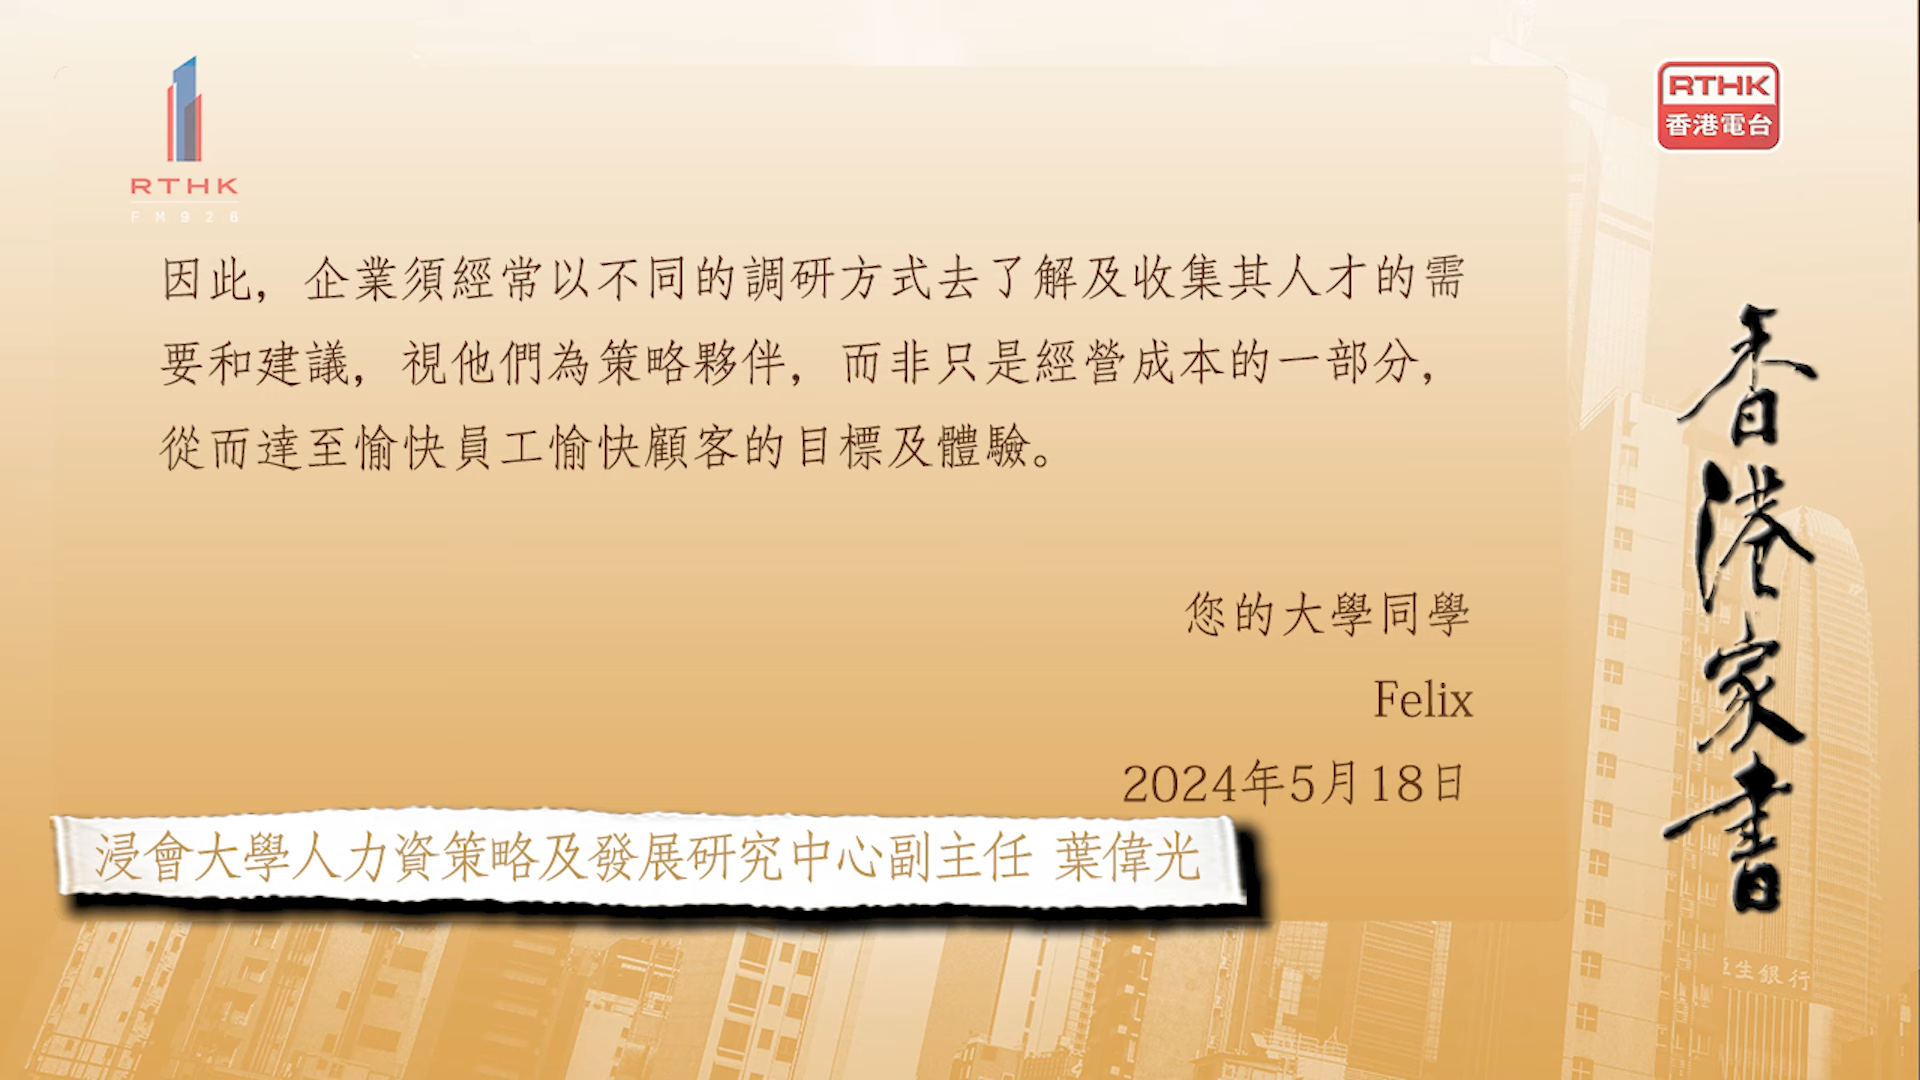 RTHK
FM926
RTHK
香港電台
因此，企業須經常以不同的調研方式去了解及收集其人才的需
要和建議，視他們為策略夥伴，而非只是經營成本的一部分，
從而達至愉快員工愉快顧客的目標及體驗。
您的大學同學
Felix
2024年5月18日
浸會大學人力資策略及發展研究中心副主任 葉偉光
香港家書
生銀行